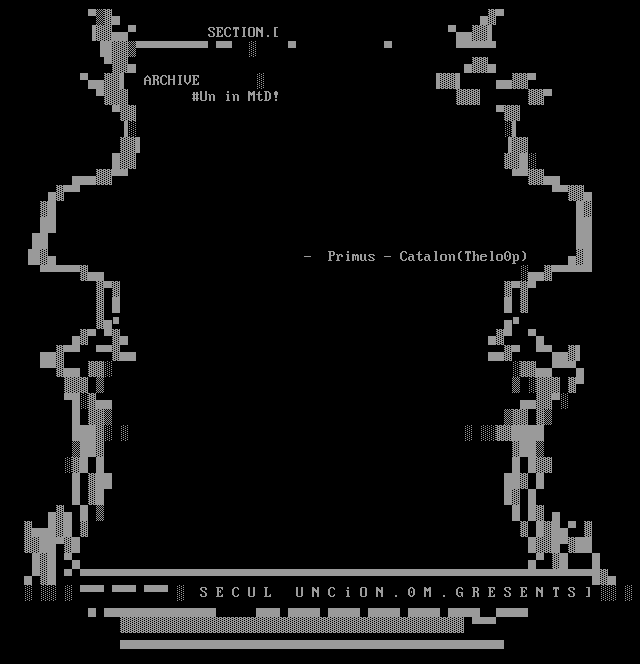 SECTION.[
ARCHIVE
#Un in MtD!
- Primus - Catalon(Thelo0p)
SECUL UNCiON.0M.GRESENTS]